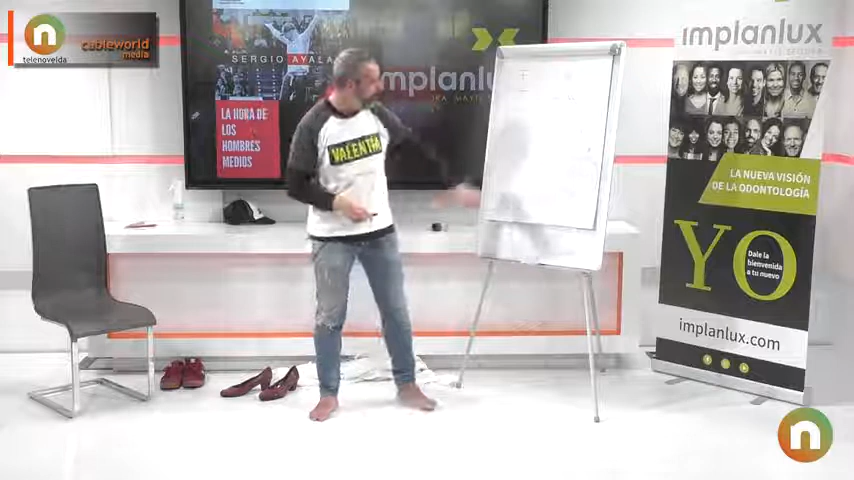 n
telenovelda
cableworld
media
SERGIO AYALA
LA HORA DE
LOS
HOMBRES
MEDIOS
implanlux
VALENTÍA
implanlux
LA NUEVA VISIÓN
DE LA ODONTOLOGÍA
YO
Dale la
bienvenida
a tu nuevo
implanlux.com
n